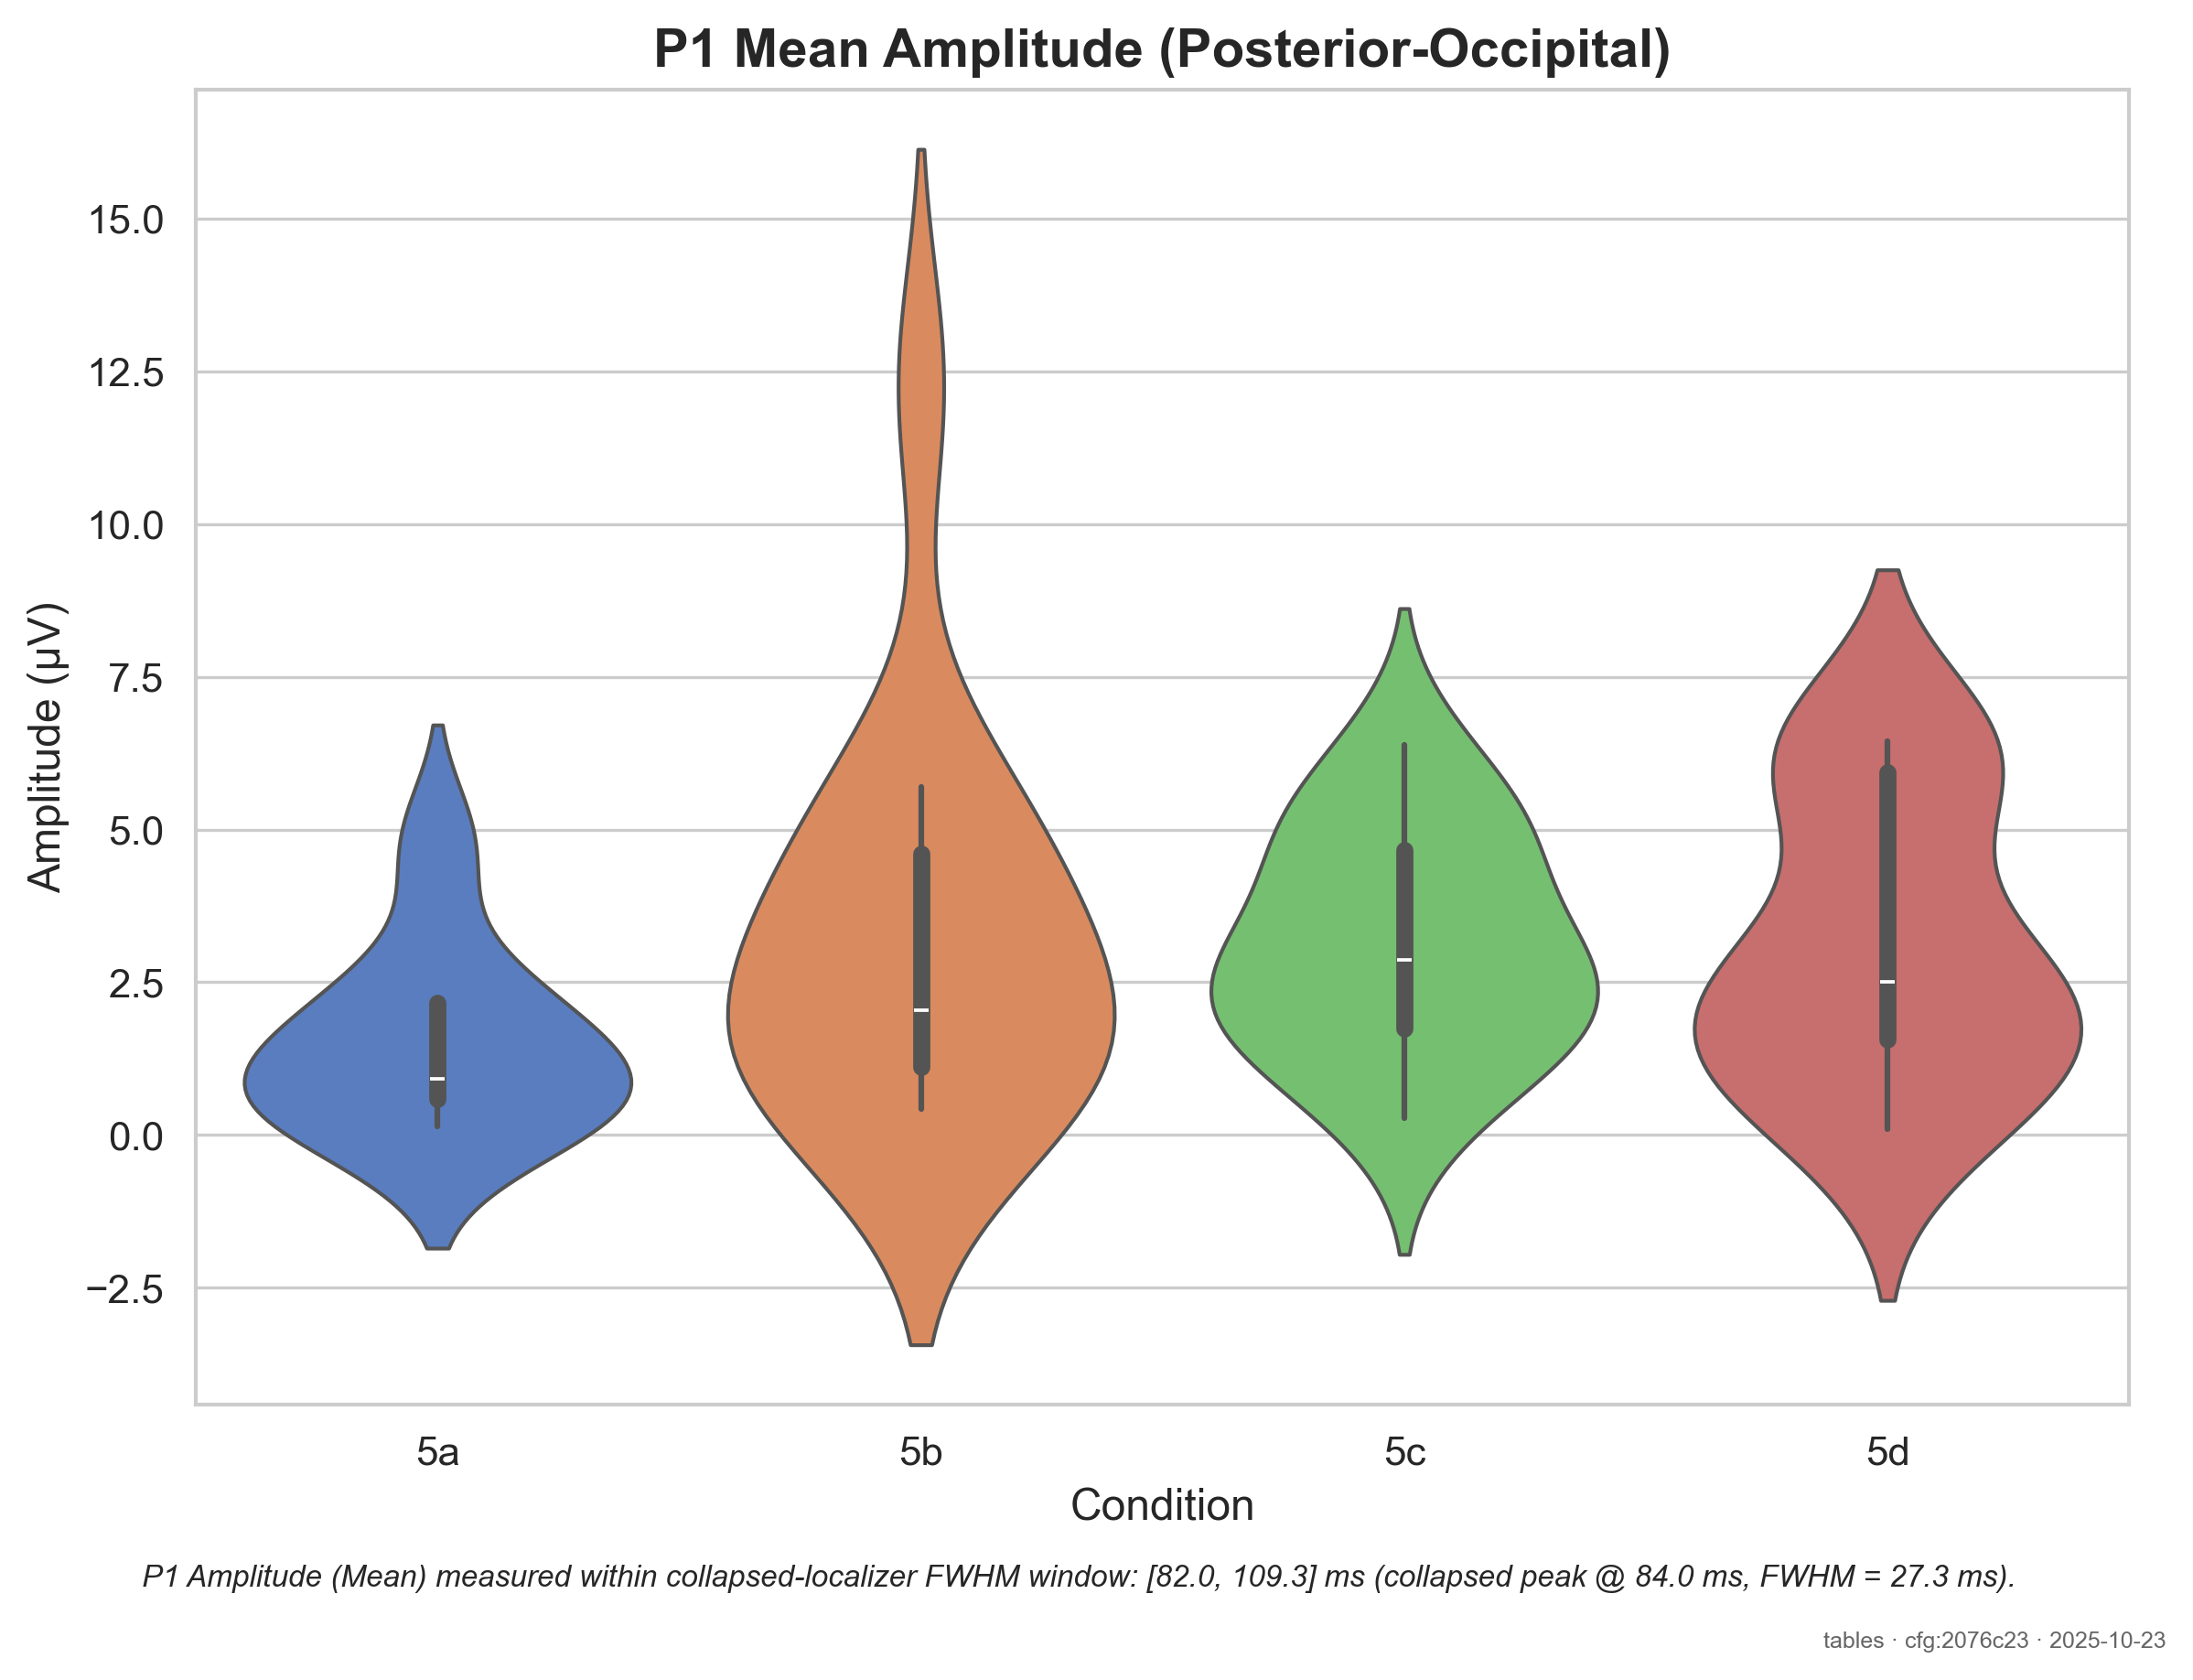 P1 Mean Amplitude (Posterior-Occipital)
Amplitude (µV)
15.0
12.5
10.0
7.5
5.0
2.5
0.0
−2.5
5a 5b 5c 5d
Condition
P1 Amplitude (Mean) measured within collapsed-localizer FWHM window: [82.0, 109.3] ms (collapsed peak @ 84.0 ms, FWHM = 27.3 ms).
tables · cfg:2076c23 · 2025-10-23